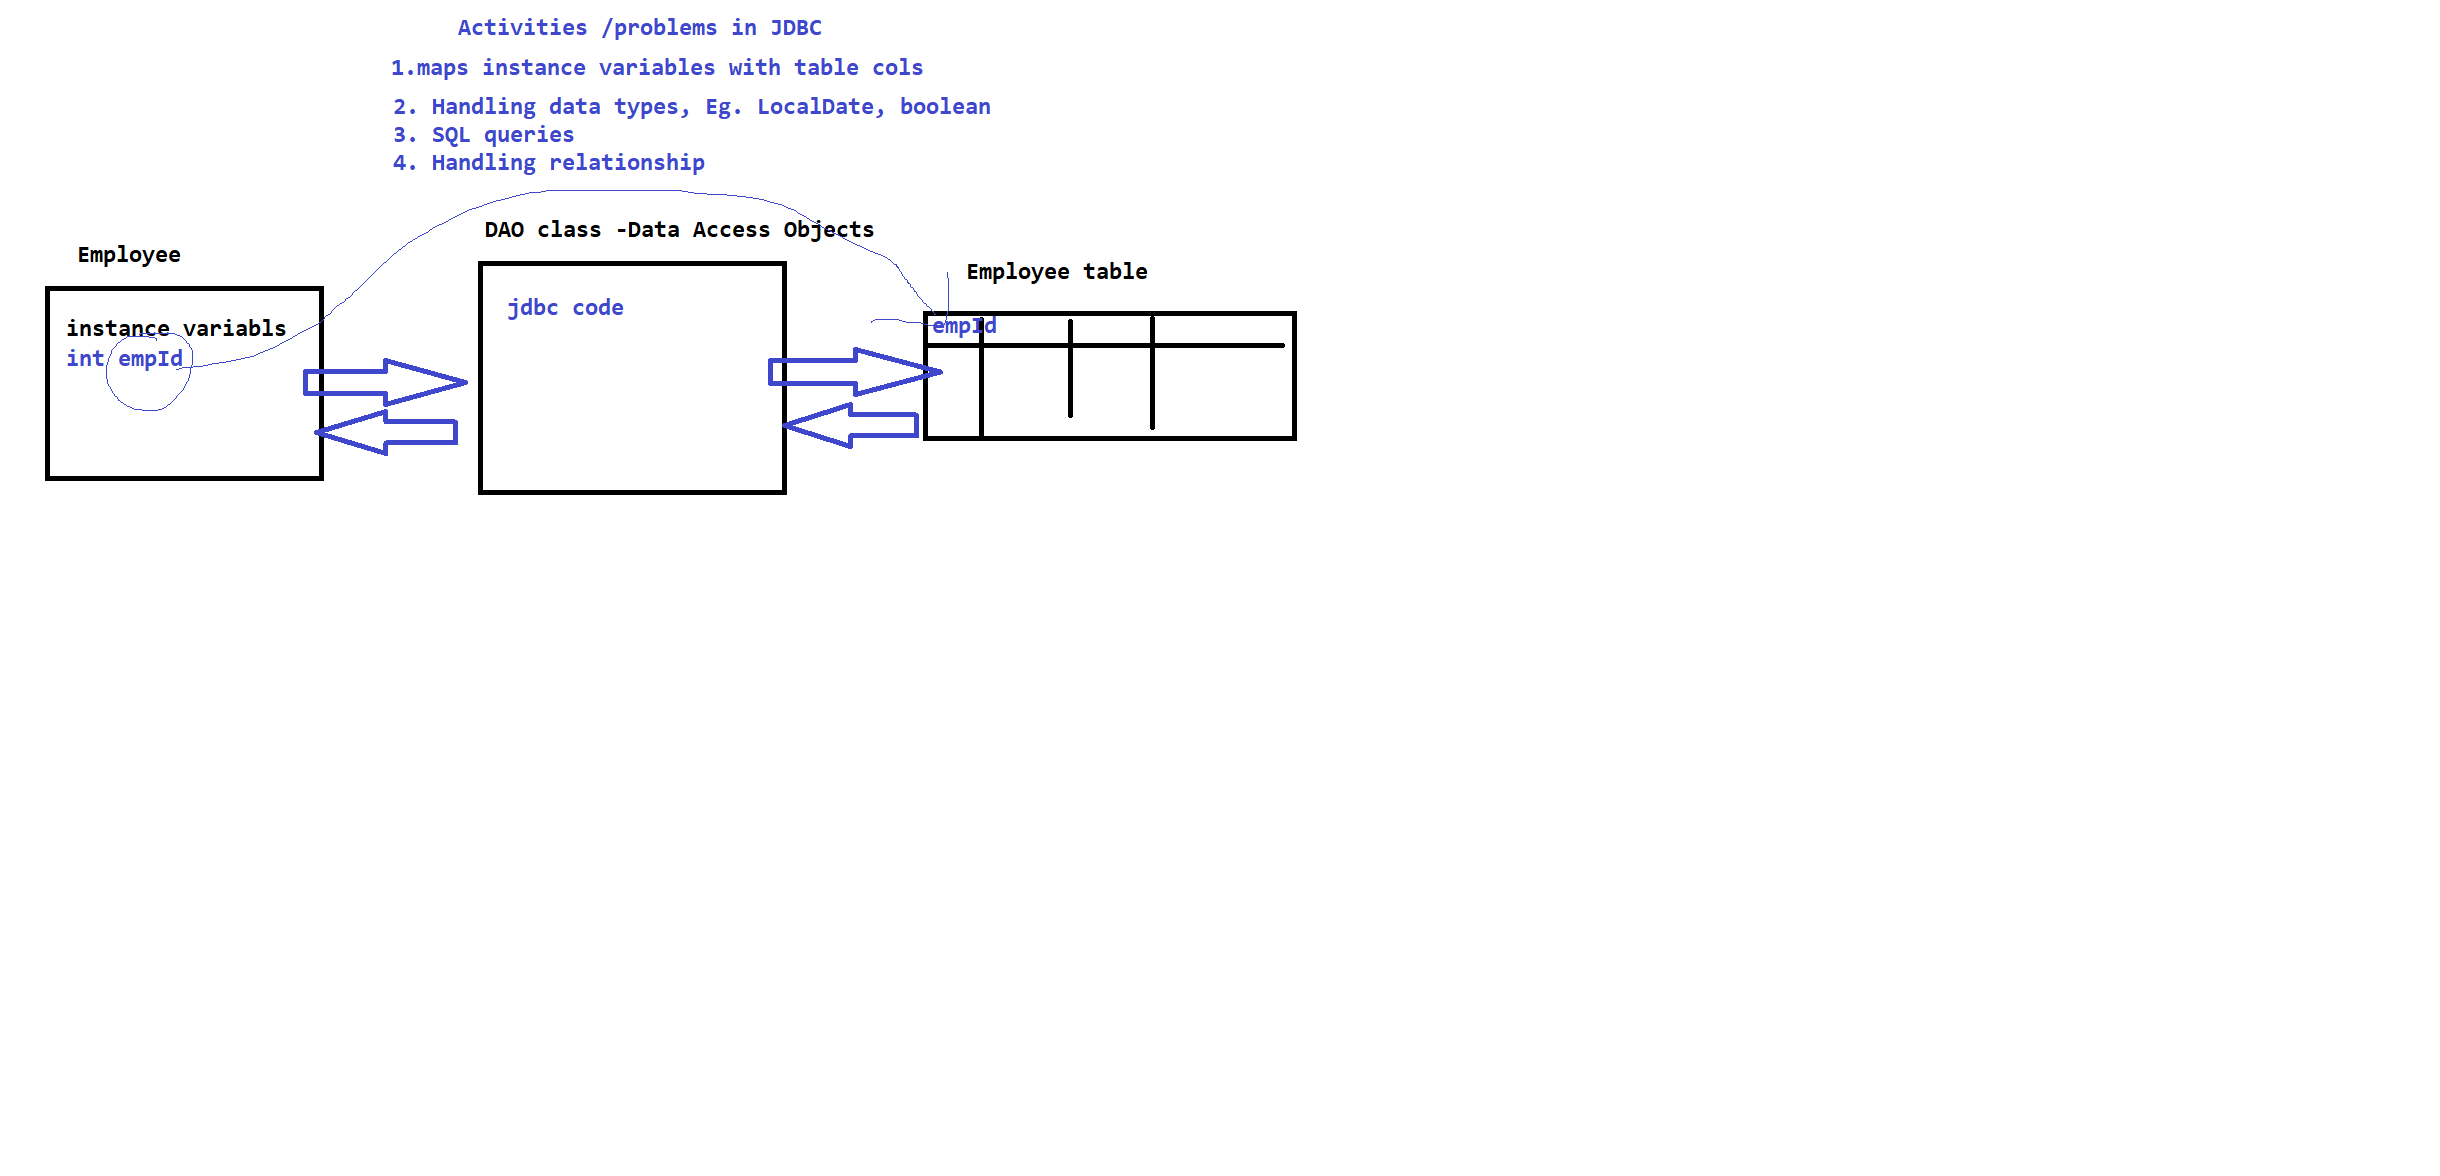 Activities /problems in JDBC
1.maps instance variables with table cols
2. Handling data types, Eg. LocalDate, boolean
3. SQL queries
4. Handling relationship
DAO class -Data Access Objects
Employee
Employee table
jdbc code
instance variabls
empId
int empId